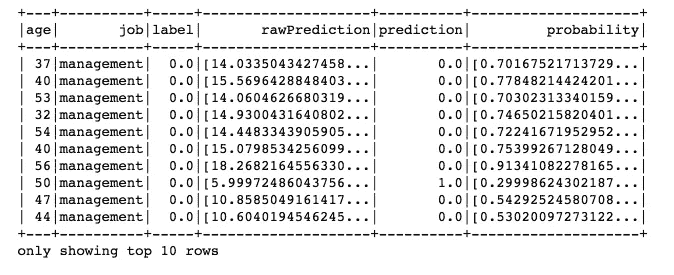 +---+----------+-----+--------------------+----------+--------------------+
|age|       job|label|       rawPrediction|prediction|         probability|
+---+----------+-----+--------------------+----------+--------------------+
| 37|management|  0.0|[14.0335043427458...|       0.0|[0.70167521713729...|
| 40|management|  0.0|[15.5696428848403...|       0.0|[0.77848214424201...|
| 53|management|  0.0|[14.0604626680319...|       0.0|[0.70302313340159...|
| 32|management|  0.0|[14.9300431640802...|       0.0|[0.74650215820401...|
| 54|management|  0.0|[14.4483343905905...|       0.0|[0.72241671952952...|
| 40|management|  0.0|[15.0798534256099...|       0.0|[0.75399267128049...|
| 56|management|  0.0|[18.2682164556330...|       0.0|[0.91341082278165...|
| 50|management|  0.0|[5.99972486043756...|       1.0|[0.29998624302187...|
| 47|management|  0.0|[10.8585049161417...|       0.0|[0.54292524580708...|
| 44|management|  0.0|[10.6040194546245...|       0.0|[0.53020097273122...|
+---+----------+-----+--------------------+----------+--------------------+
only showing top 10 rows